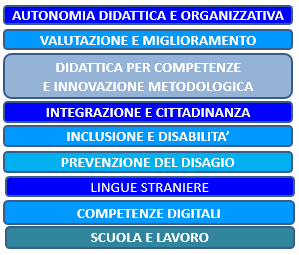 AUTONOMIA DIDATTICA E ORGANIZZATIVA
VALUTAZIONE E MIGLIORAMENTO
DIDATTICA PER COMPETENZE
E INNOVAZIONE METODOLOGICA
INTEGRAZIONE E CITTADINANZA
INCLUSIONE E DISABILITA’
PREVENZIONE DEL DISAGIO
LINGUE STRANIERE
COMPETENZE DIGITALI
SCUOLA E LAVORO